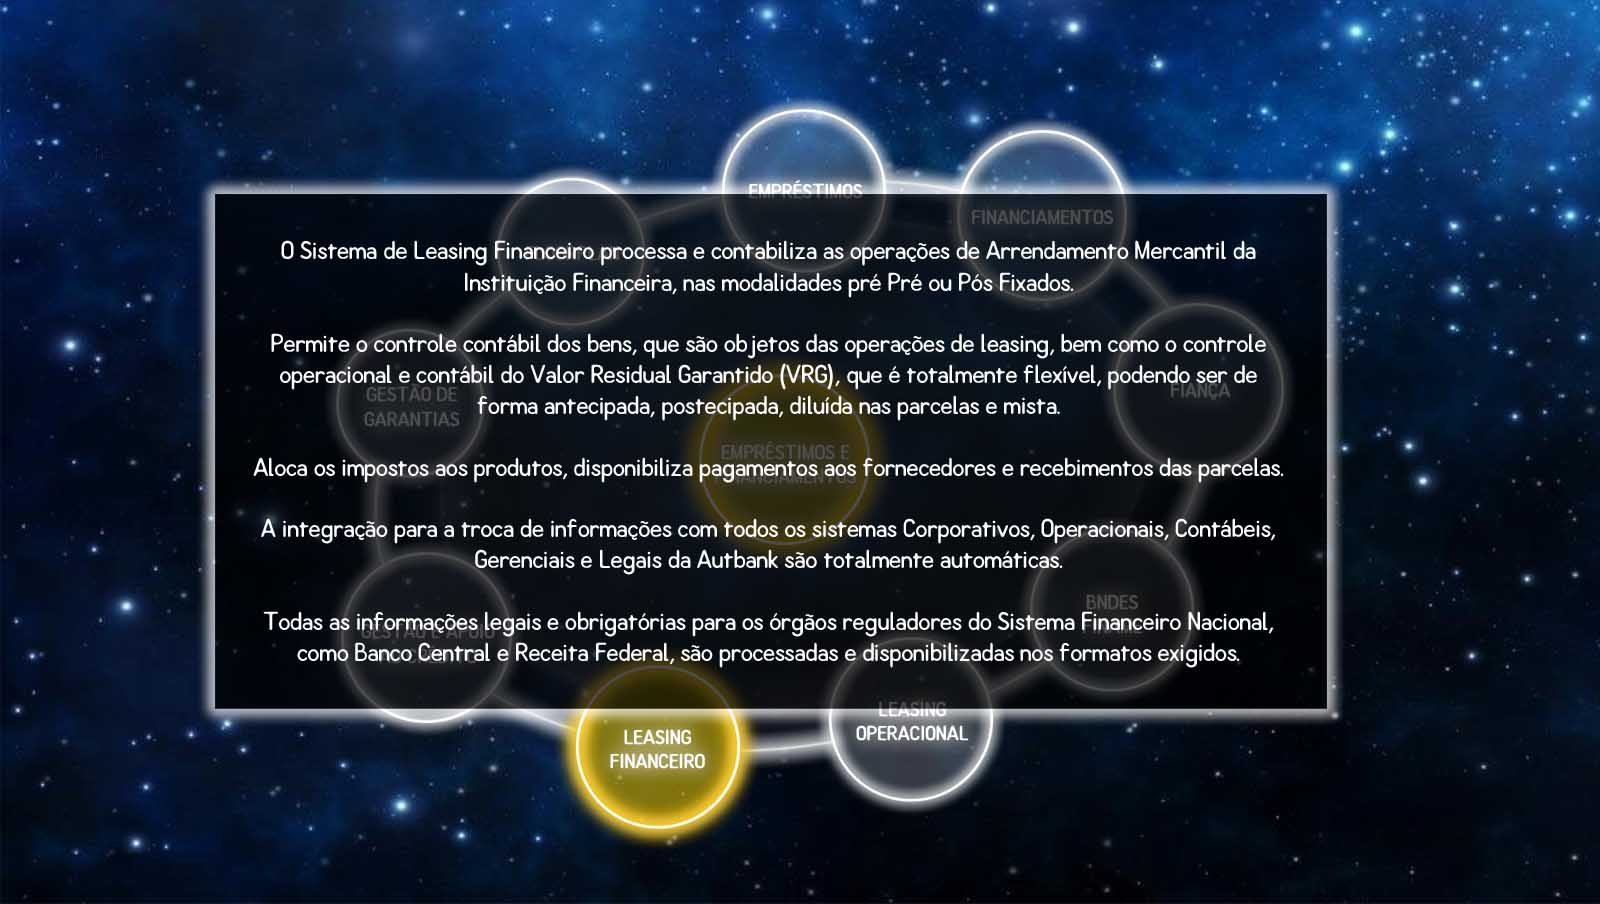 EMPRÉSTIMOS
FINANCIAMENTOS
O Sistema de Leasing Financeiro processa e contabiliza as operações de Arrendamento Mercantil da
Instituição Financeira, nas modalidades pré Pré ou Pós Fixados.
Permite o controle contábil dos bens, que são objetos das operações de leasing, bem como o controle
operacional e contábil do Valor Residual Garantido (VRG), que é totalmente flexível, podendo ser de
forma antecipada, postecipada, diluída nas parcelas e mista.
GESTÃO DE
GARANTIAS
FIANÇA
EMPRÉSTIMOS E
FINANCIAMENTOS
Aloca os impostos aos produtos, disponibiliza pagamentos aos fornecedores e recebimentos das parcelas.
A integração para a troca de informações com todos os sistemas Corporativos, Operacionais, Contábeis,
Gerenciais e Legais da Autbank são totalmente automáticas.
Todas as informações legais e obrigatórias para os órgãos reguladores do Sistema Financeiro Nacional,
como Banco Central e Receita Federal, são processadas e disponibilizadas nos formatos exigidos.
BNDES
FINAME
GESTÃO E APOIO
LEASING
FINANCEIRO
LEASING
OPERACIONAL